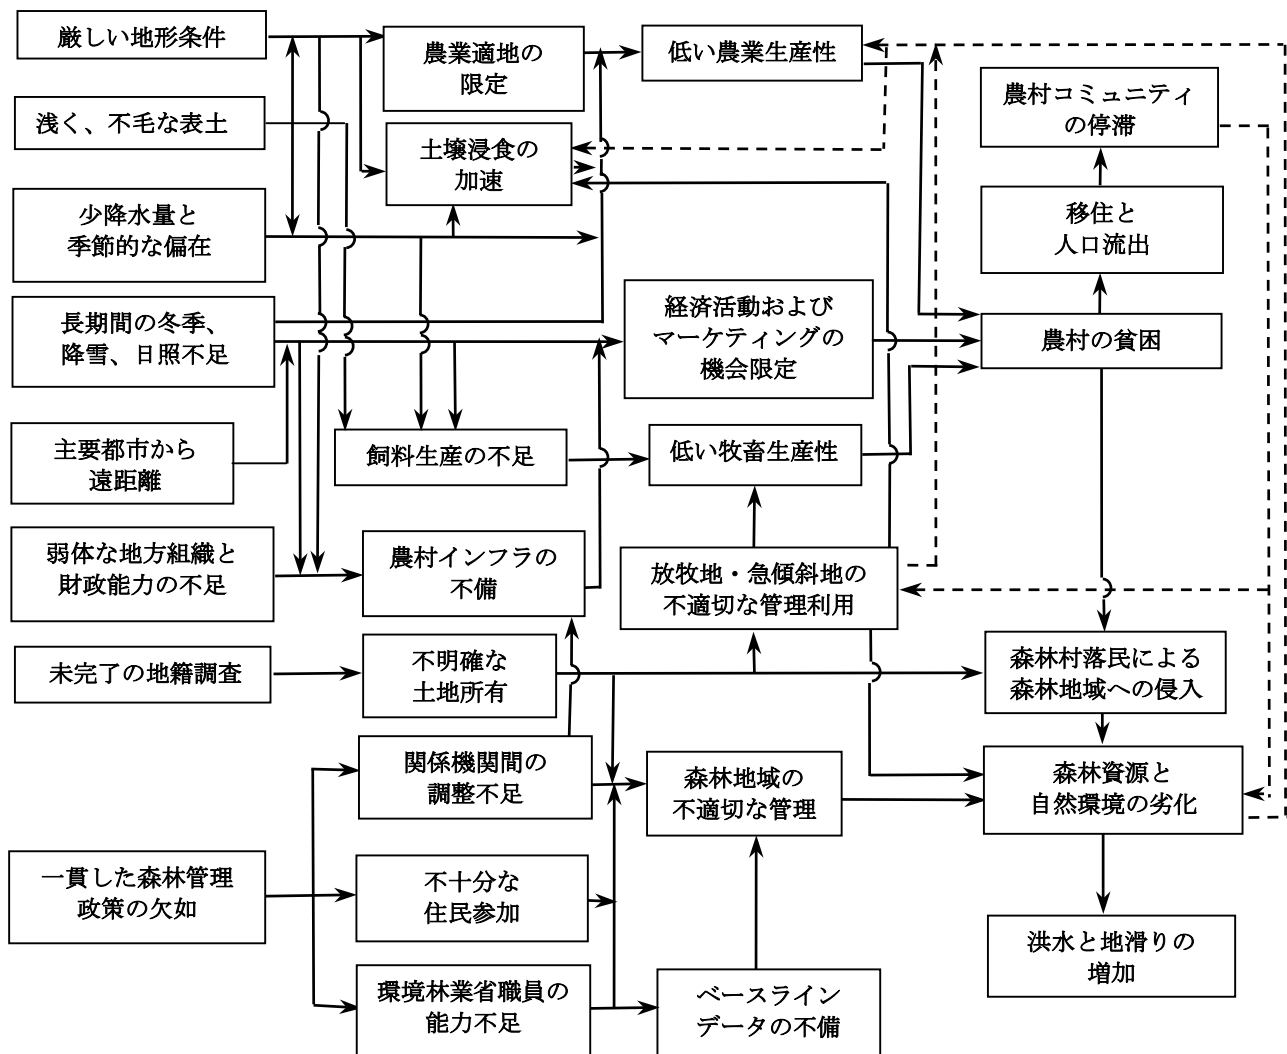 厳しい地形条件
浅く、不毛な表土
少降水量と
季節的な偏在
長期間の冬季、
降雪、日照不足
主要都市から
遠距離
弱体な地方組織と
財政能力の不足
未完了の地籍調査
一貫した森林管理
政策の欠如
農業適地の
限定
土壌浸食の
加速
飼料生産の不足
農村インフラの
不備
不明確な
土地所有
関係機関間の
調整不足
不十分な
住民参加
環境林業省職員の
能力不足
低い農業生産性
経済活動および
マーケティングの
機会限定
低い牧畜生産性
放牧地・急傾斜地の
不適切な管理利用
森林地域の
不適切な管理
ベースライン
データの不備
農村コミュニティ
の停滞
移住と
人口流出
農村の貧困
森林村落民による
森林地域への侵入
森林資源と
自然環境の劣化
洪水と地滑りの
増加